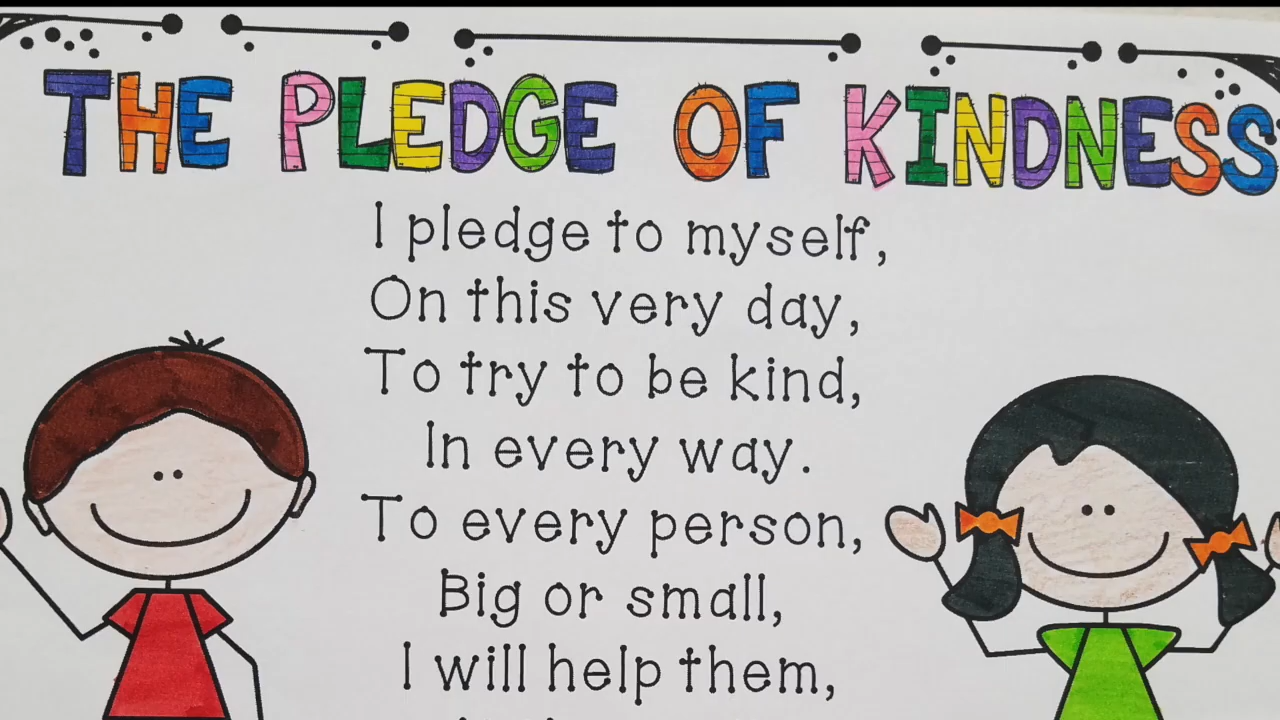 THE PLEDGE OF KINDNESS
I pledge to myself,
On this very day,
To try to be kind,
In every way.
To every person,
Big or small,
I will help them,